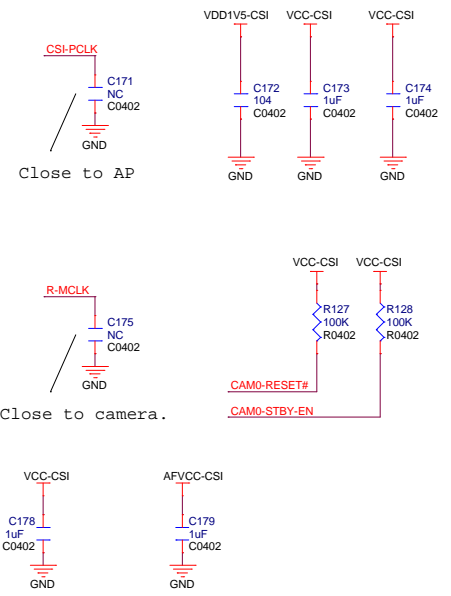 VDD1V5-CSI VCC-CSI VCC-CSI
CSI-PCLK
C171
NC
C0402
C172
104
C0402
C173
1uF
C0402
C174
1uF
C0402
GND
GND GND GND
Close to AP
VCC-CSI VCC-CSI
R-MCLK
C175
NC
C0402
R127
100K
R0402
R128
100K
R0402
GND
CAM0-RESET#
Close to camera.
CAM0-STBY-EN
VCC-CSI AFVCC-CSI
C178
1uF
C0402
C179
1uF
C0402
GND GND